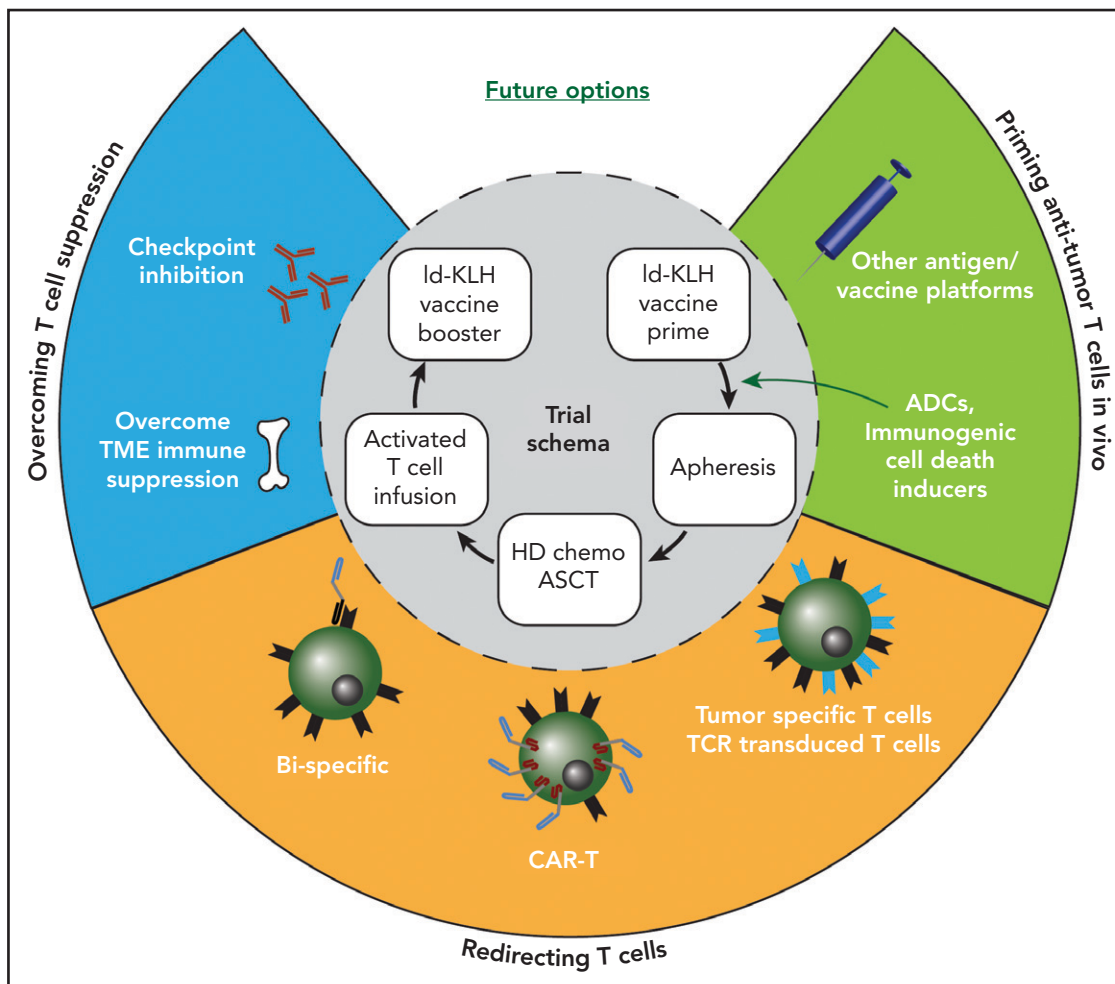 Future options
Overcoming T cell suppression
Checkpoint
inhibition
Overcome
TME immune
suppression
Priming anti-tumor T cells in vivo
Other antigen/
vaccine platforms
ADCs,
Immunogenic
cell death
inducers
Trial
schema
Id-KLH
vaccine
prime
Apheresis
HD chemo
ASCT
Activated
T cell
infusion
Id-KLH
vaccine
booster
Bi-specific
CAR-T
Tumor specific T cells
TCR transduced T cells
Redirecting T cells